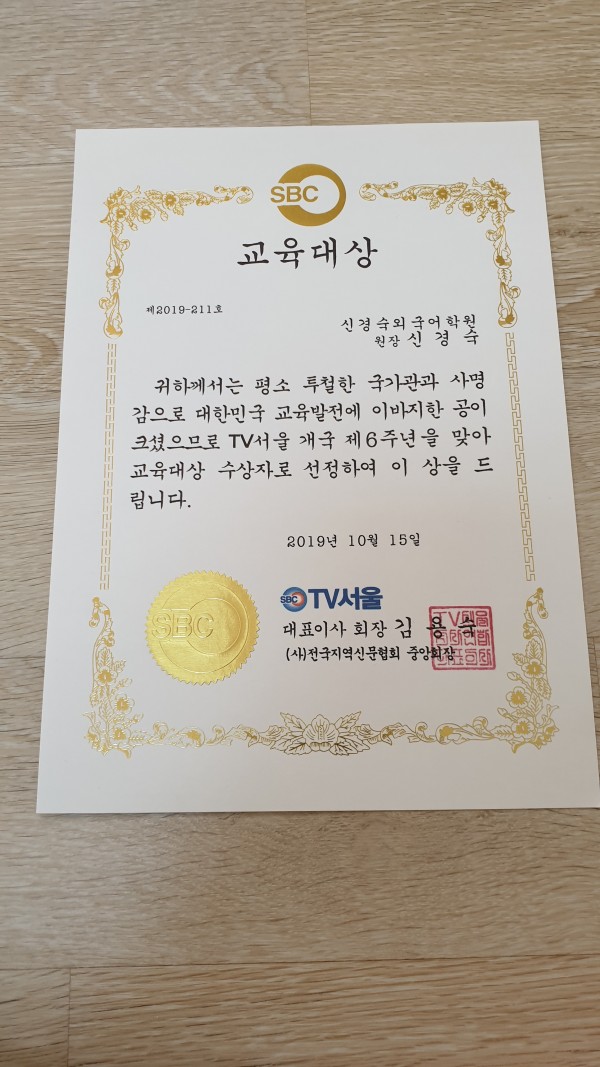 SBC
교육대상
제2019-211호
신경숙외국어학원
원장 신 경 숙
귀하께서는 평소 투철한 국가관과 사명
감으로 대한민국 교육발전에 이바지한 공이
크셨으므로 TV서울 개국 제6주년을 맞아
교육대상 수상자로 선정하여 이 상을 드
립니다.
2019년 10월 15일
SBC TV서울
대표이사 회장 김 용 숙
(사)전국지역신문협회 중앙회장
SBC